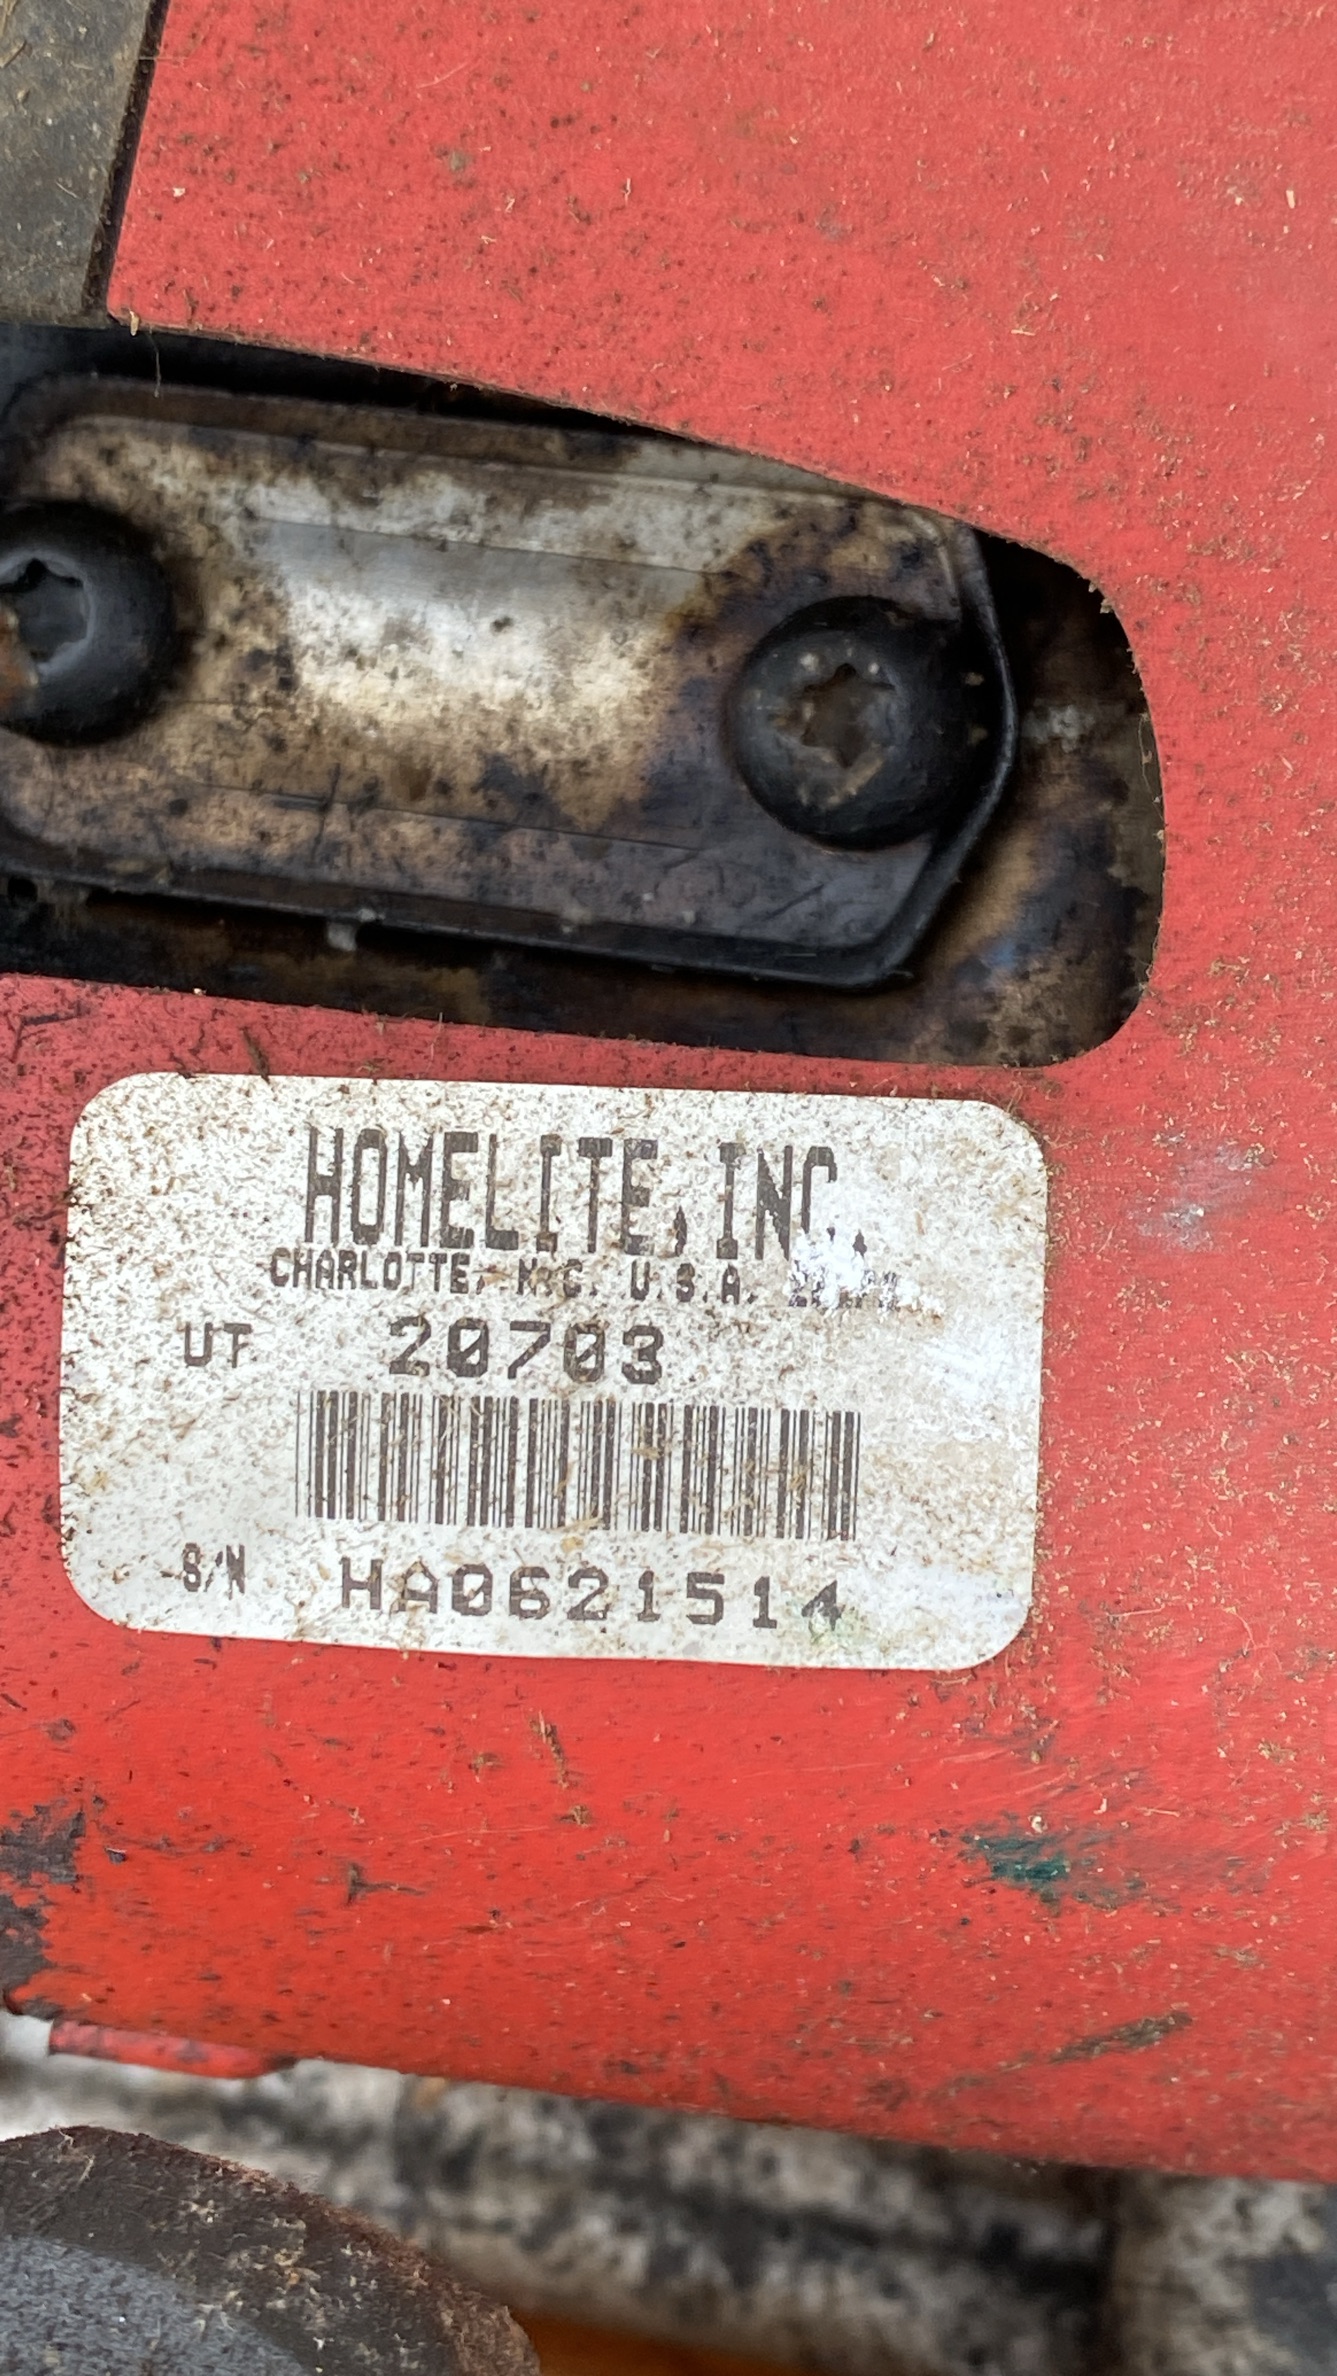 HOMELITE, INC.
CHARLOTTE, N.C. U.S.A.
UT 20703
S/N HA0621514